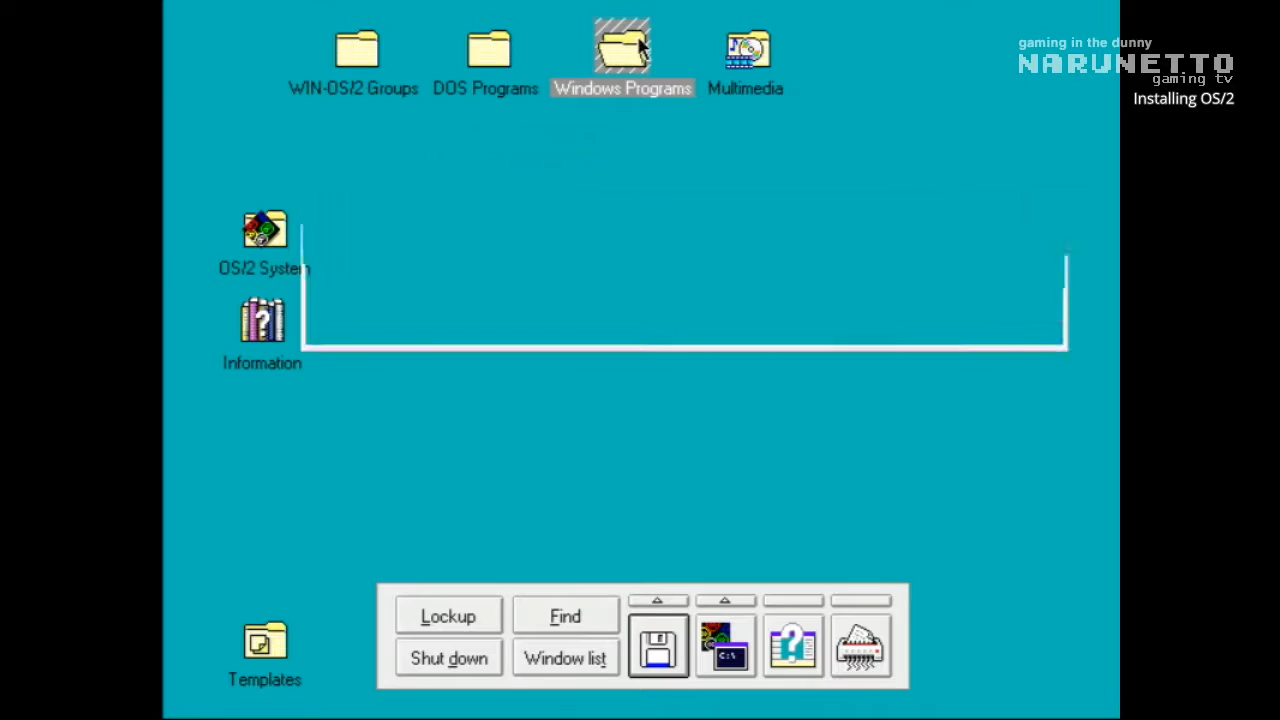 gaming in the dunny
NARUNETTO
gaming tv
Installing OS/2
WIN-OS/2 Groups
DOS Programs
Windows Programs
Multimedia
OS/2 System
Information
Lockup
Find
Shut down
Window list
C:\
Templates